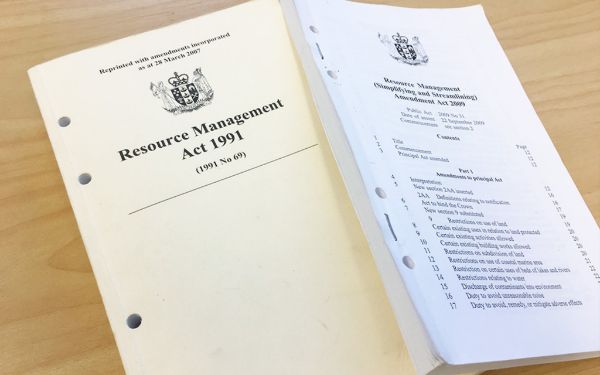 Reprinted with amendments incorporated
as at 28 March 2007
Resource Management
Act 1991
(1991 No 69)
Resource Management
(Simplifying and Streamlining)
Amendment Act 2009
Public Act 2009 No 31
Date of assent 22 September 2009
Commencement see section 2
Contents
Page
1 Title 12
2 Commencement 12
3 Principal Act amended 12
Part 1
Amendments to principal Act
4 Interpretation
5 New section 2AA inserted
2AA Definitions relating to notification
6 Act to bind the Crown
7 New section 9 substituted
9 Restrictions on use of land
8 Certain existing uses in relation to land protected
9 Certain existing activities allowed
10 Certain existing building works allowed
11 Restrictions on subdivision of land
12 Restrictions on use of coastal marine area
13 Restriction on certain uses of beds of lakes and rivers
14 Restrictions relating to water
15 Discharge of contaminants into environment
16 Duty to avoid unreasonable noise
17 Duty to avoid, remedy, or mitigate adverse effects